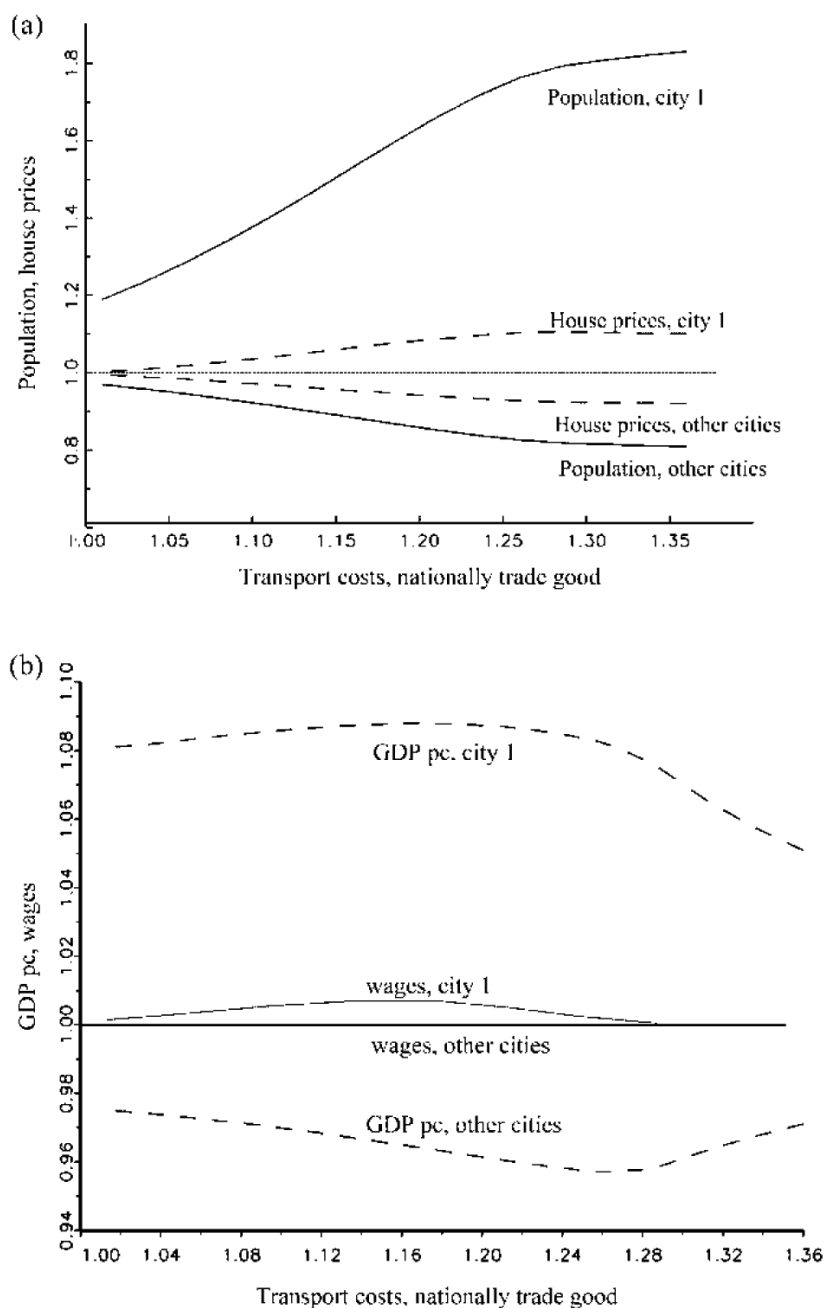 (a)
Population, house prices
1.8
1.6
1.4
1.2
1.0
0.8
Population, city 1
House prices, city 1
House prices, other cities
Population, other cities
1.00 1.05 1.10 1.15 1.20 1.25 1.30 1.35
Transport costs, nationally trade good
(b)
GDP pc, wages
1.10
1.08
1.06
1.04
1.02
1.00
0.98
0.96
0.94
GDP pc, city 1
wages, city 1
wages, other cities
GDP pc, other cities
1.00 1.04 1.08 1.12 1.16 1.20 1.24 1.28 1.32 1.36
Transport costs, nationally trade good